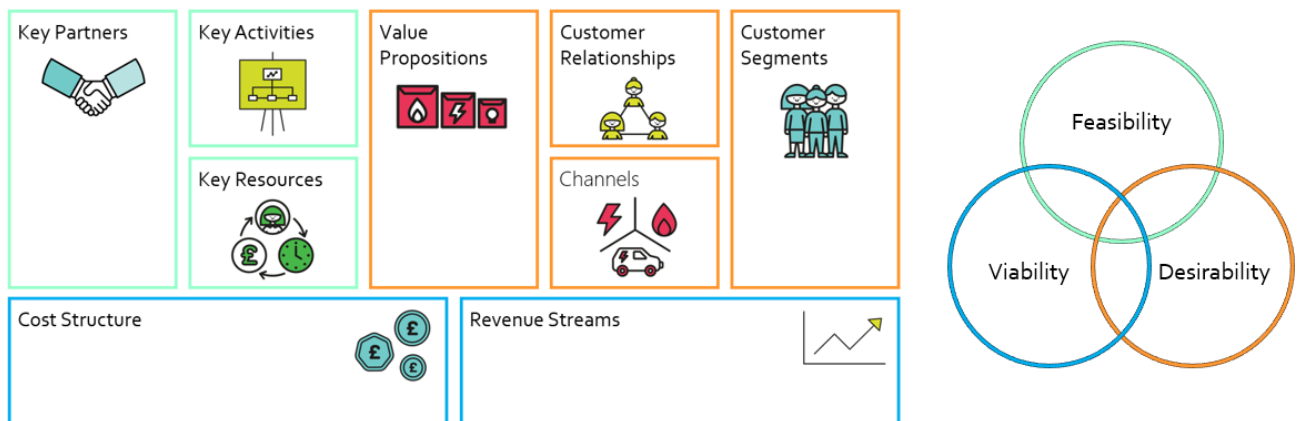 Key Partners
Key Activities
Value
Propositions
Customer
Relationships
Customer
Segments
Key Resources
£
Channels
Cost Structure
£
£
£
Revenue Streams
Feasibility
Viability
Desirability